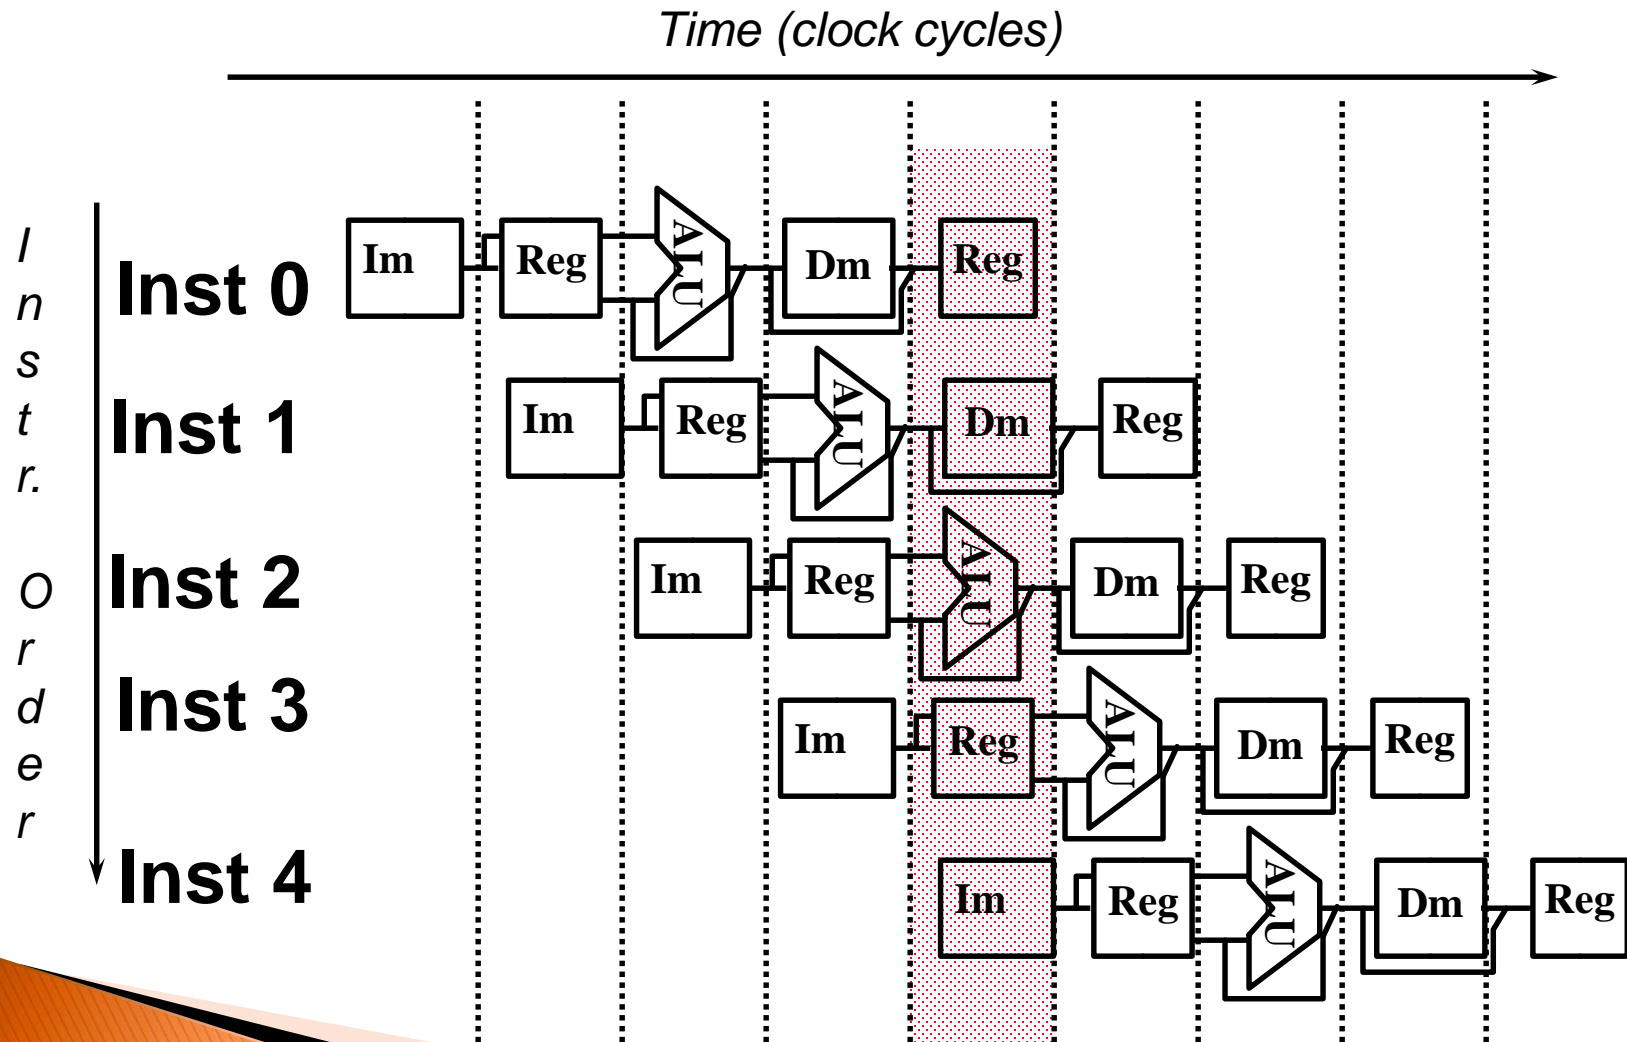 Time (clock cycles)
Instr. Order
Inst 0 Im Reg ALU Dm Reg
Inst 1 Im Reg ALU Dm Reg
Inst 2 Im Reg ALU Dm Reg
Inst 3 Im Reg ALU Dm Reg
Inst 4 Im Reg ALU Dm Reg